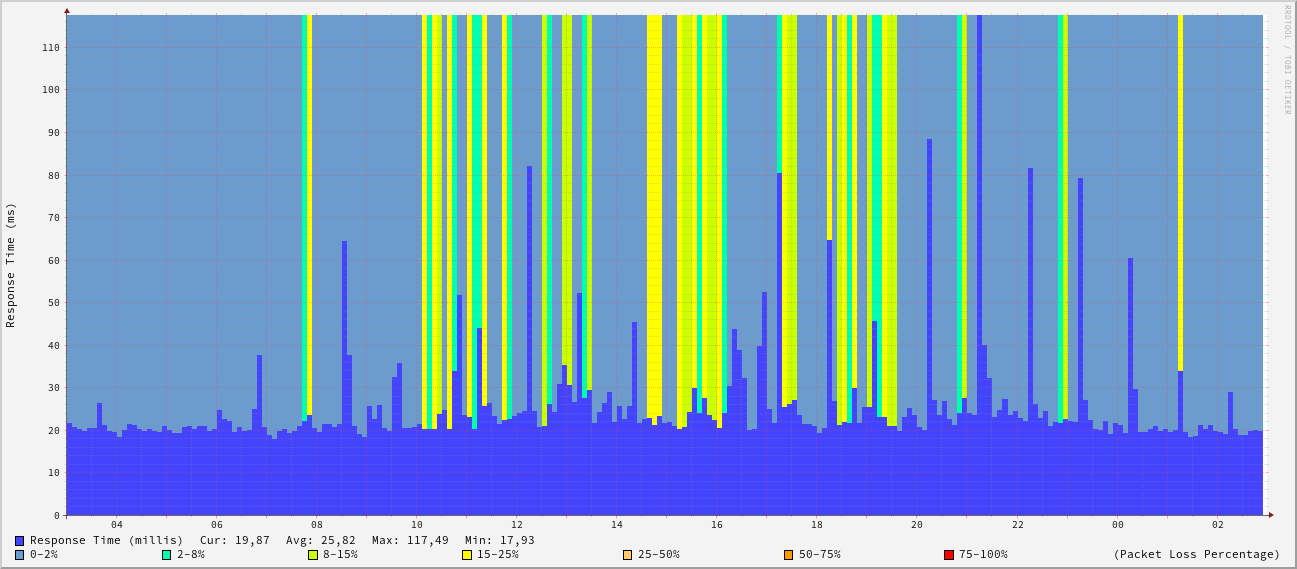 RRDTOOL / TOBI OETIKER
Response Time (ms)
110
100
90
80
70
60
50
40
30
20
10
0
04 06 08 10 12 14 16 18 20 22 00 02
Response Time (millis) Cur: 19,87 Avg: 25,82 Max: 117,49 Min: 17,93
0-2% 2-8% 8-15% 15-25% 25-50% 50-75% 75-100% (Packet Loss Percentage)